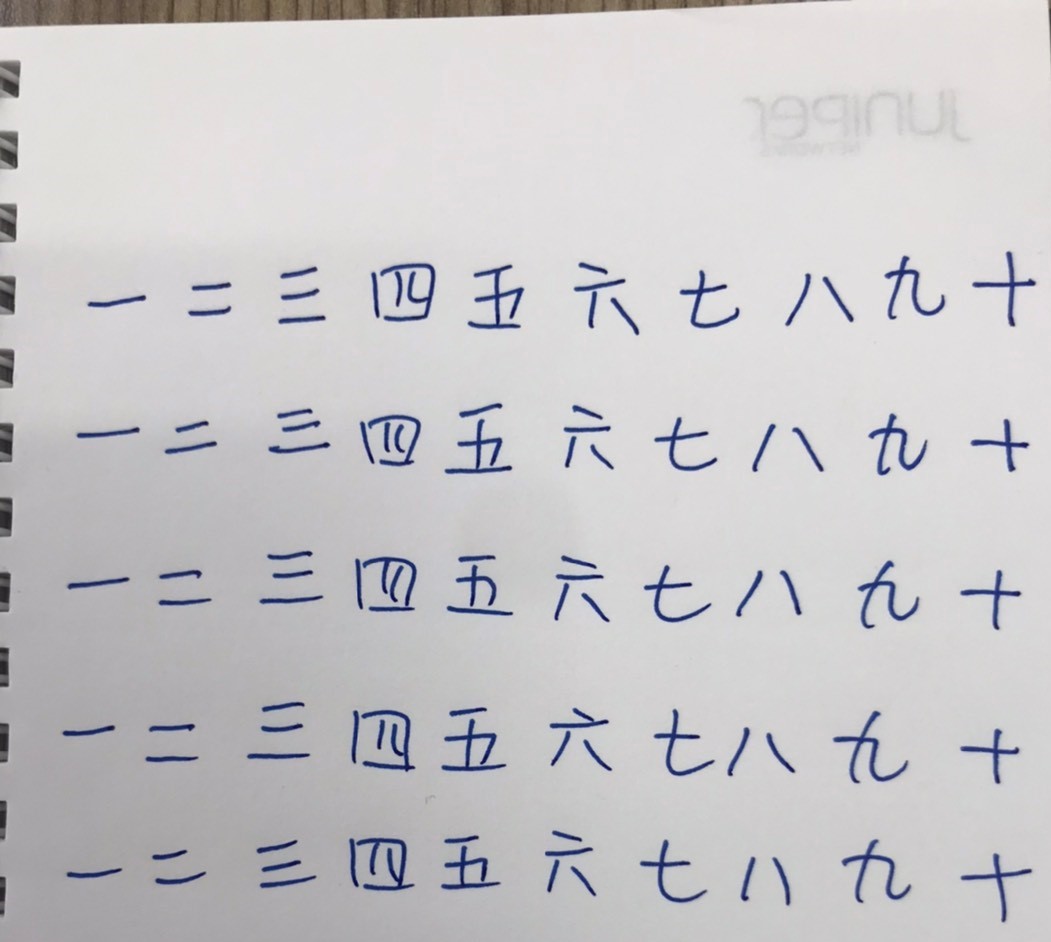 JUNIPEr
NETWORKS
一 二 三 四 五 六 七 八 九 十
一 二 三 四 五 六 七 八 九 十
一 二 三 四 五 六 七 八 九 十
一 二 三 四 五 六 七 八 九 十
一 二 三 四 五 六 七 八 九 十